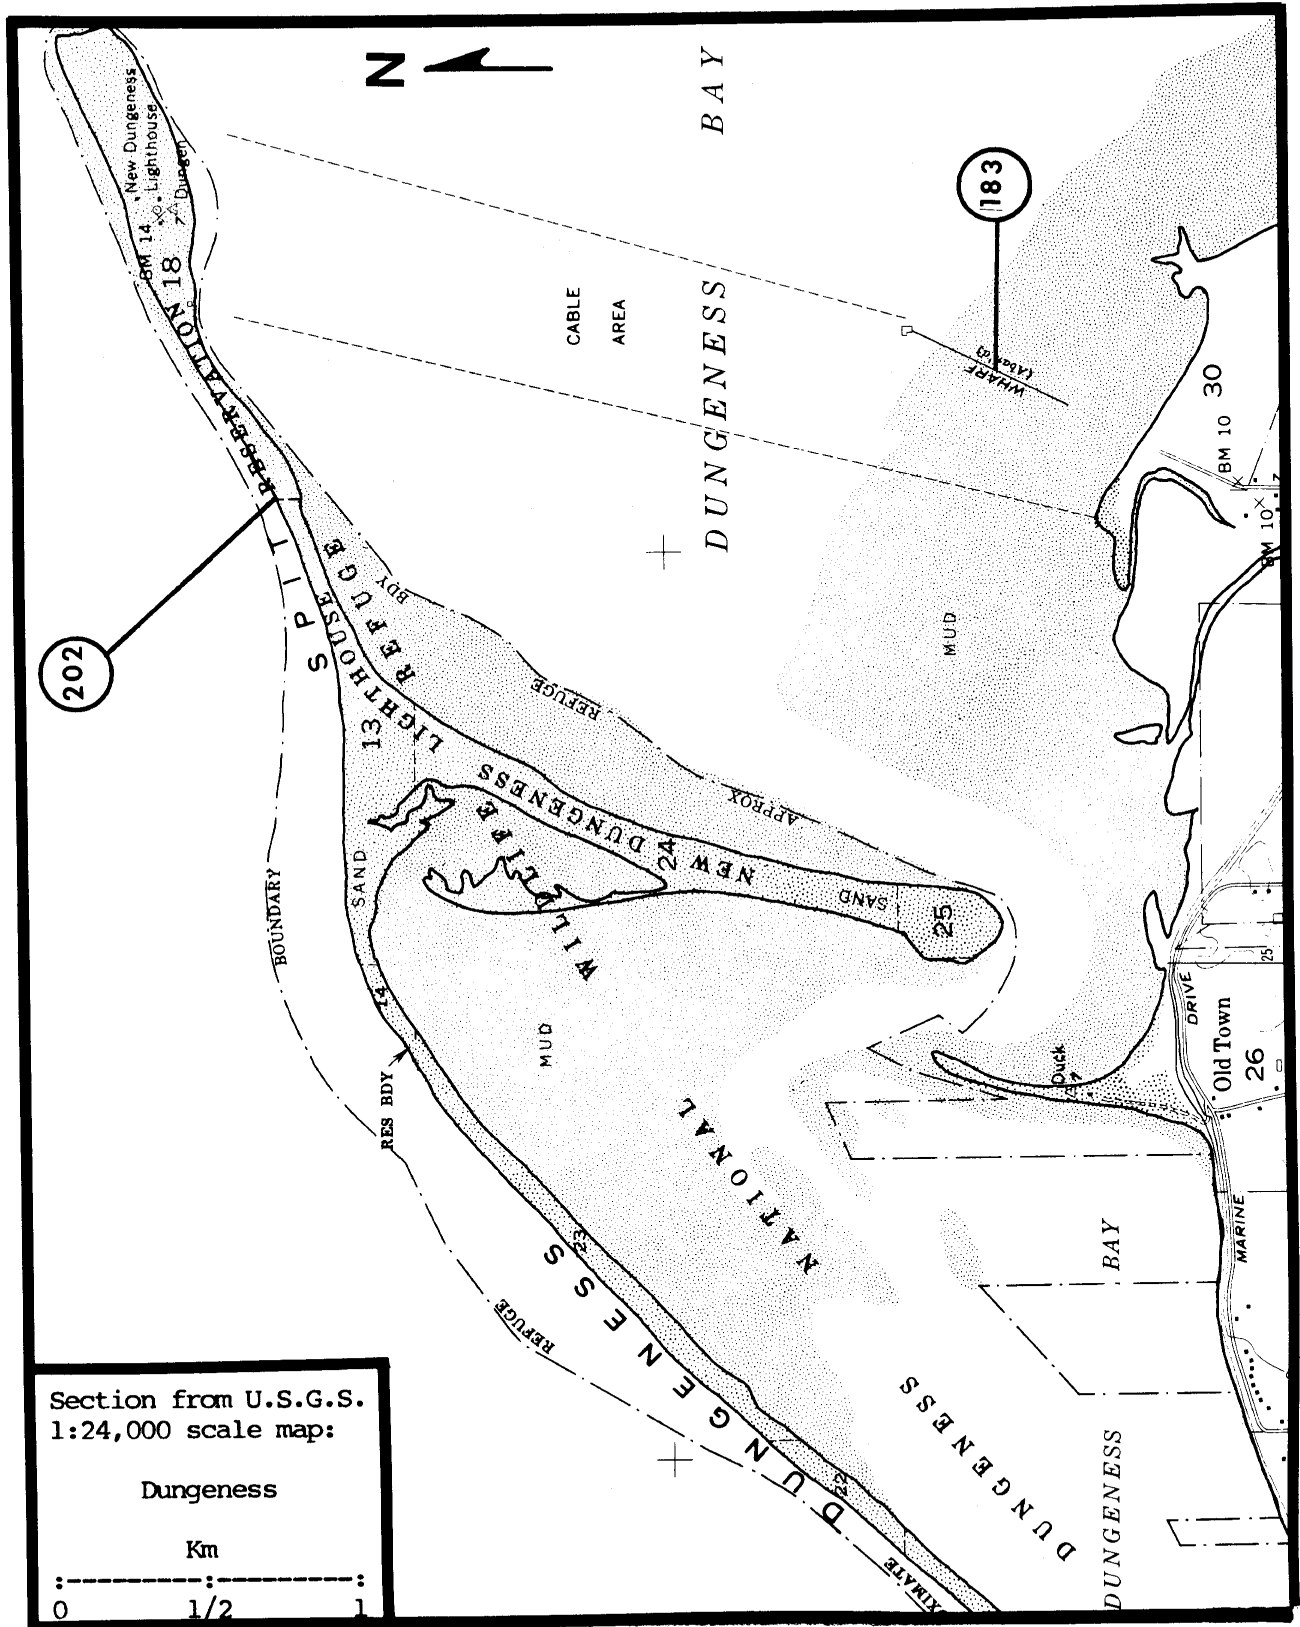 N
New Dungeness
Lighthouse
Dungen
BM 14
18
202
183
CABLE
AREA
DUNGENESS BAY
WHARF
(Aban'd)
30
BM 10
BM 10
MUD
DUNGENESS SPIT
NEW DUNGENESS LIGHTHOUSE RESERVATION
DUNGENESS NATIONAL WILDLIFE REFUGE
APPROX REFUGE BDY
13
SAND
BOUNDARY
14
24
SAND
25
MUD
RES BDY
23
REFUGE
22
XIMATE
Duck
MARINE DRIVE
Old Town
26
25
DUNGENESS BAY
Section from U.S.G.S.
1:24,000 scale map:
Dungeness
Km
0 1/2 1